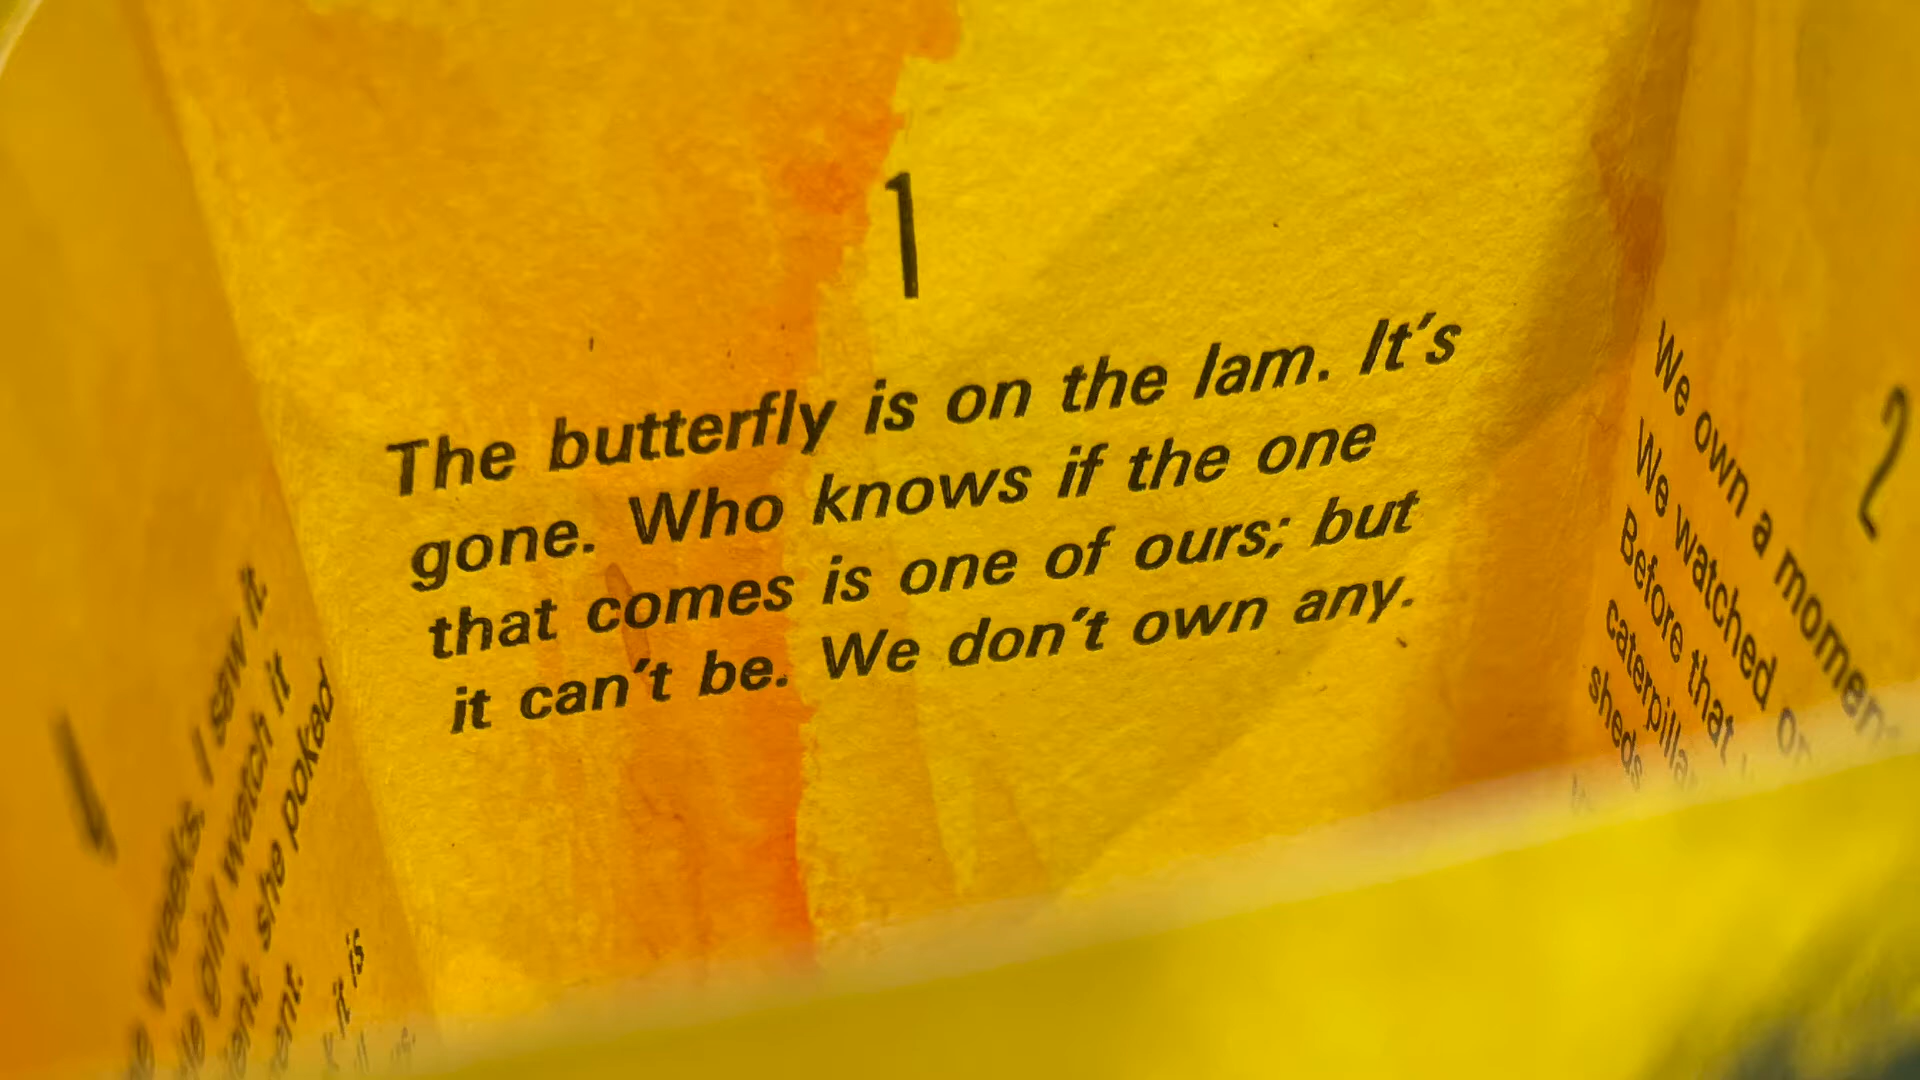 1
The butterfly is on the lam. It's
gone. Who knows if the one
that comes is one of ours; but
it can't be. We don't own any.
weeks. I saw it.
girl watch it
she poked
it is
2
We own a momen
We watched
Before that
caterpilla
sheds